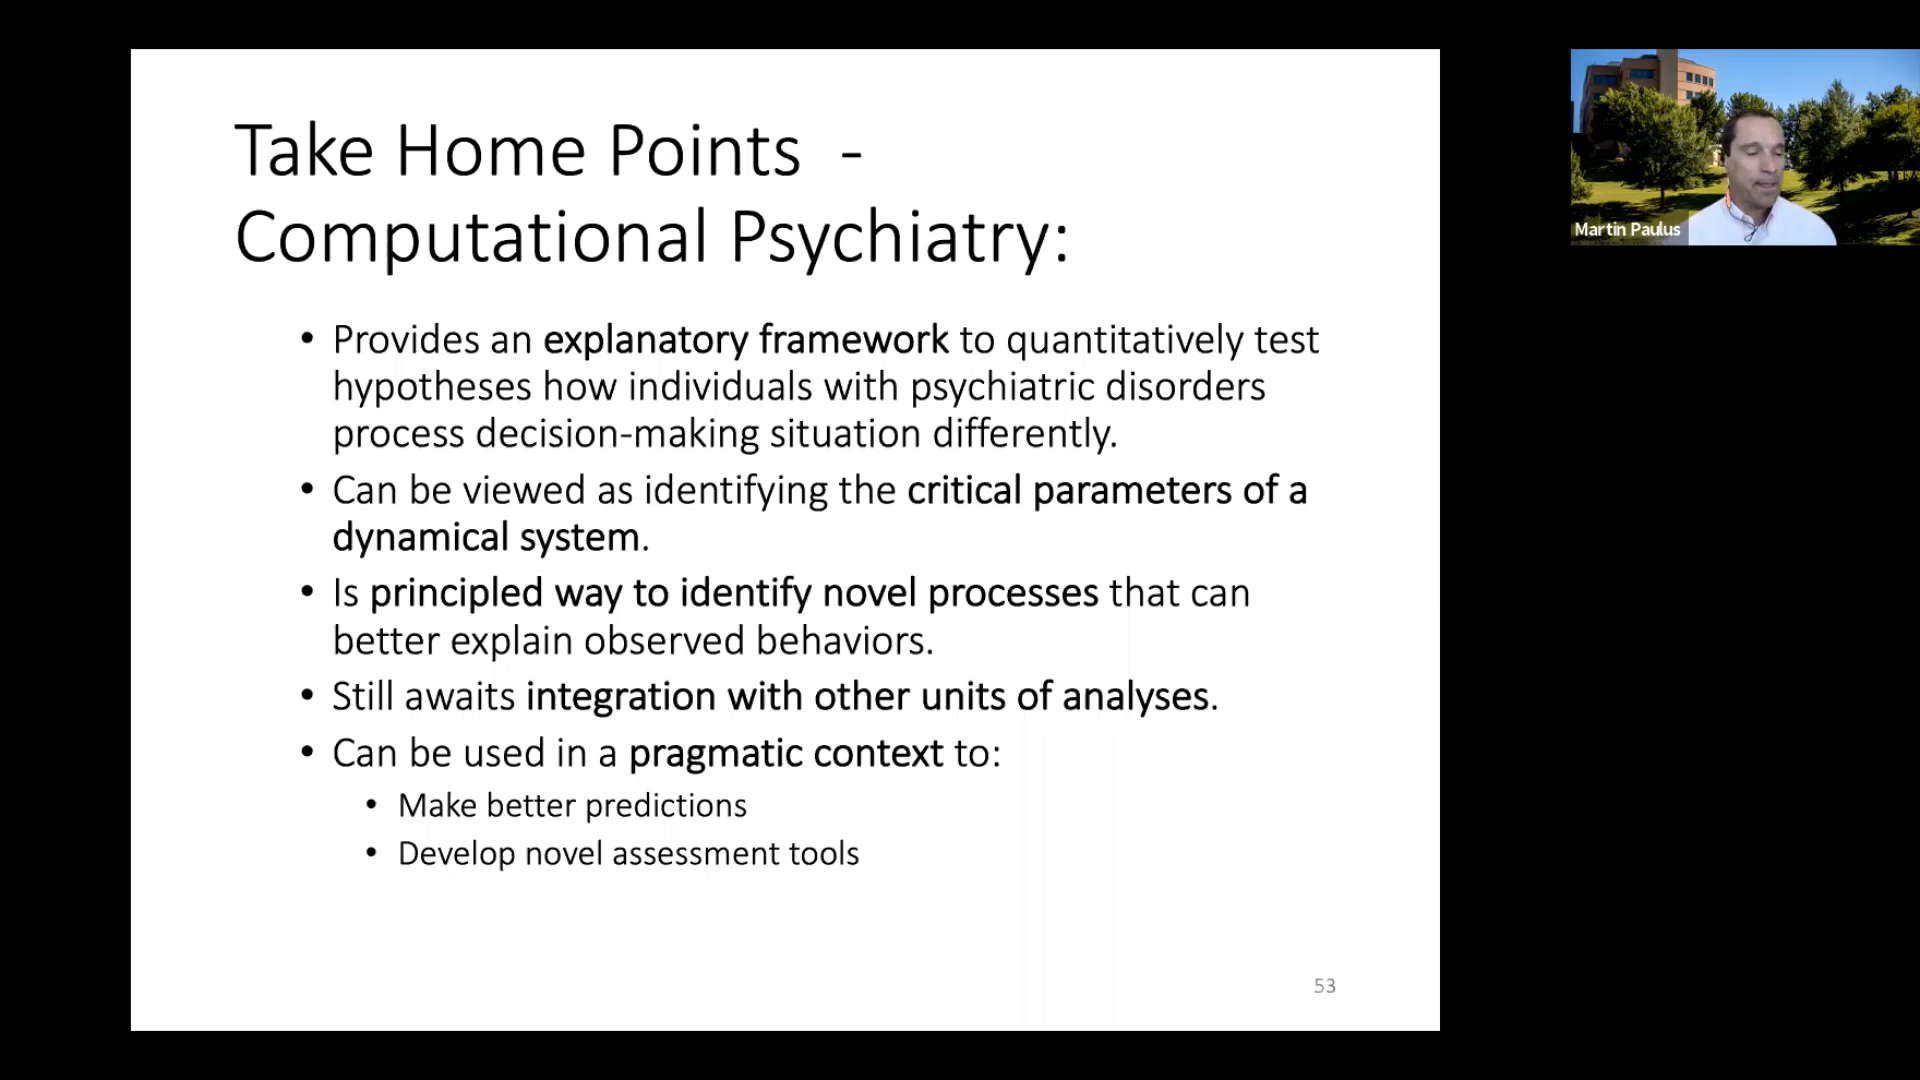 Take Home Points -
Computational Psychiatry:
• Provides an explanatory framework to quantitatively test
hypotheses how individuals with psychiatric disorders
process decision-making situation differently.
• Can be viewed as identifying the critical parameters of a
dynamical system.
• Is principled way to identify novel processes that can
better explain observed behaviors.
• Still awaits integration with other units of analyses.
• Can be used in a pragmatic context to:
• Make better predictions
• Develop novel assessment tools
53
Martin Paulus